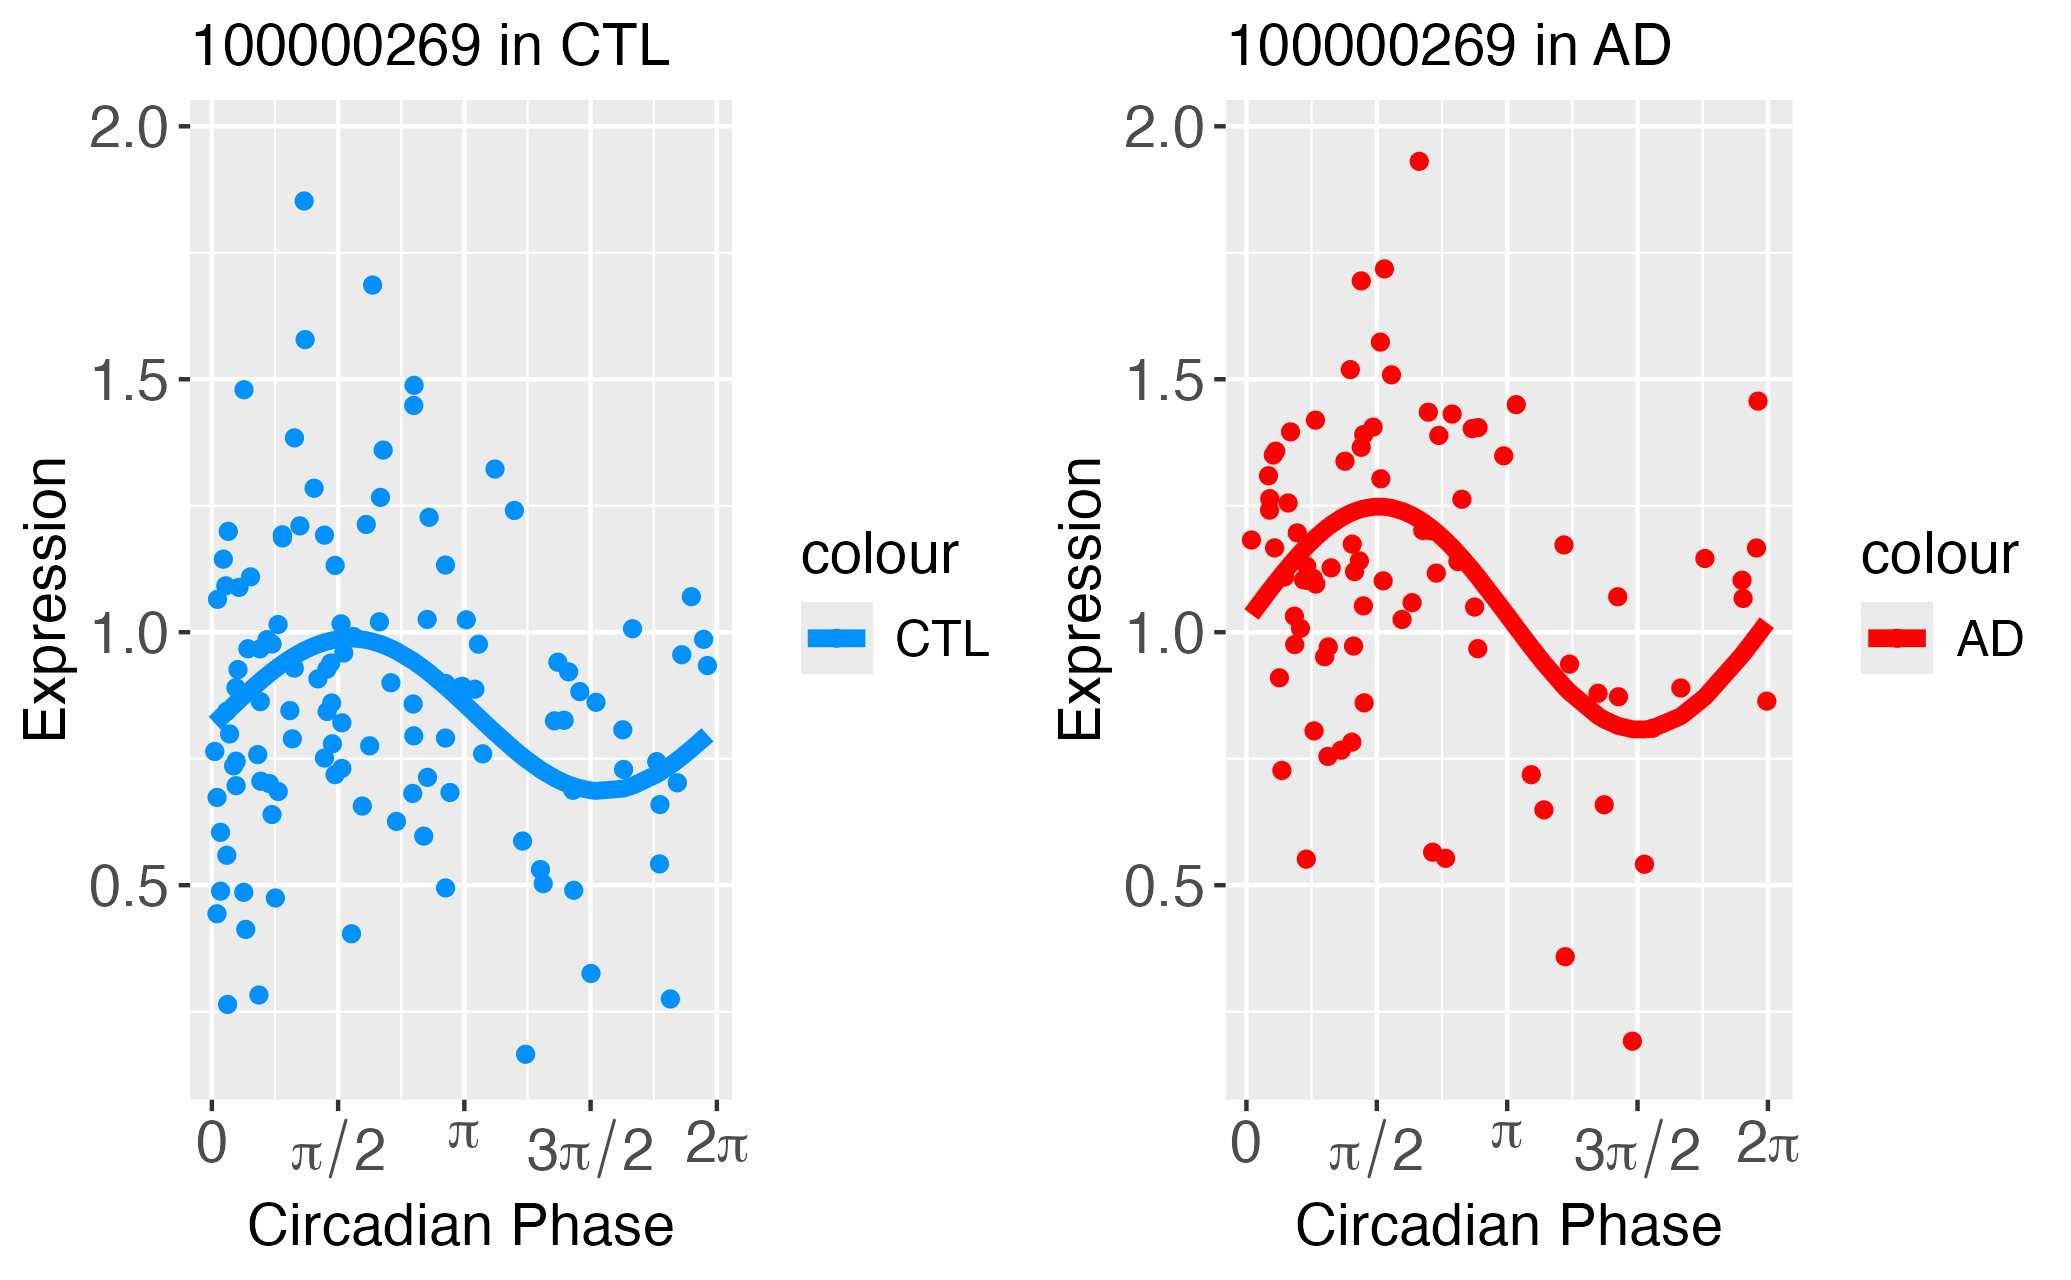 100000269 in CTL
2.0
1.5
1.0
0.5
Expression
0 π/2 π 3π/2 2π
Circadian Phase
colour
CTL
100000269 in AD
2.0
1.5
1.0
0.5
Expression
0 π/2 π 3π/2 2π
Circadian Phase
colour
AD